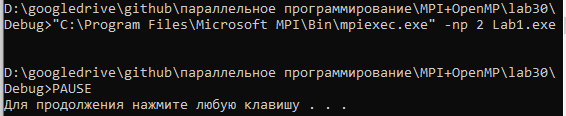 D:\googledrive\github\параллельное программирование\MPI+OpenMP\lab30\
Debug>"C:\Program Files\Microsoft MPI\Bin\mpiexec.exe" -np 2 Lab1.exe
D:\googledrive\github\параллельное программирование\MPI+OpenMP\lab30\
Debug>PAUSE
Для продолжения нажмите любую клавишу . . .